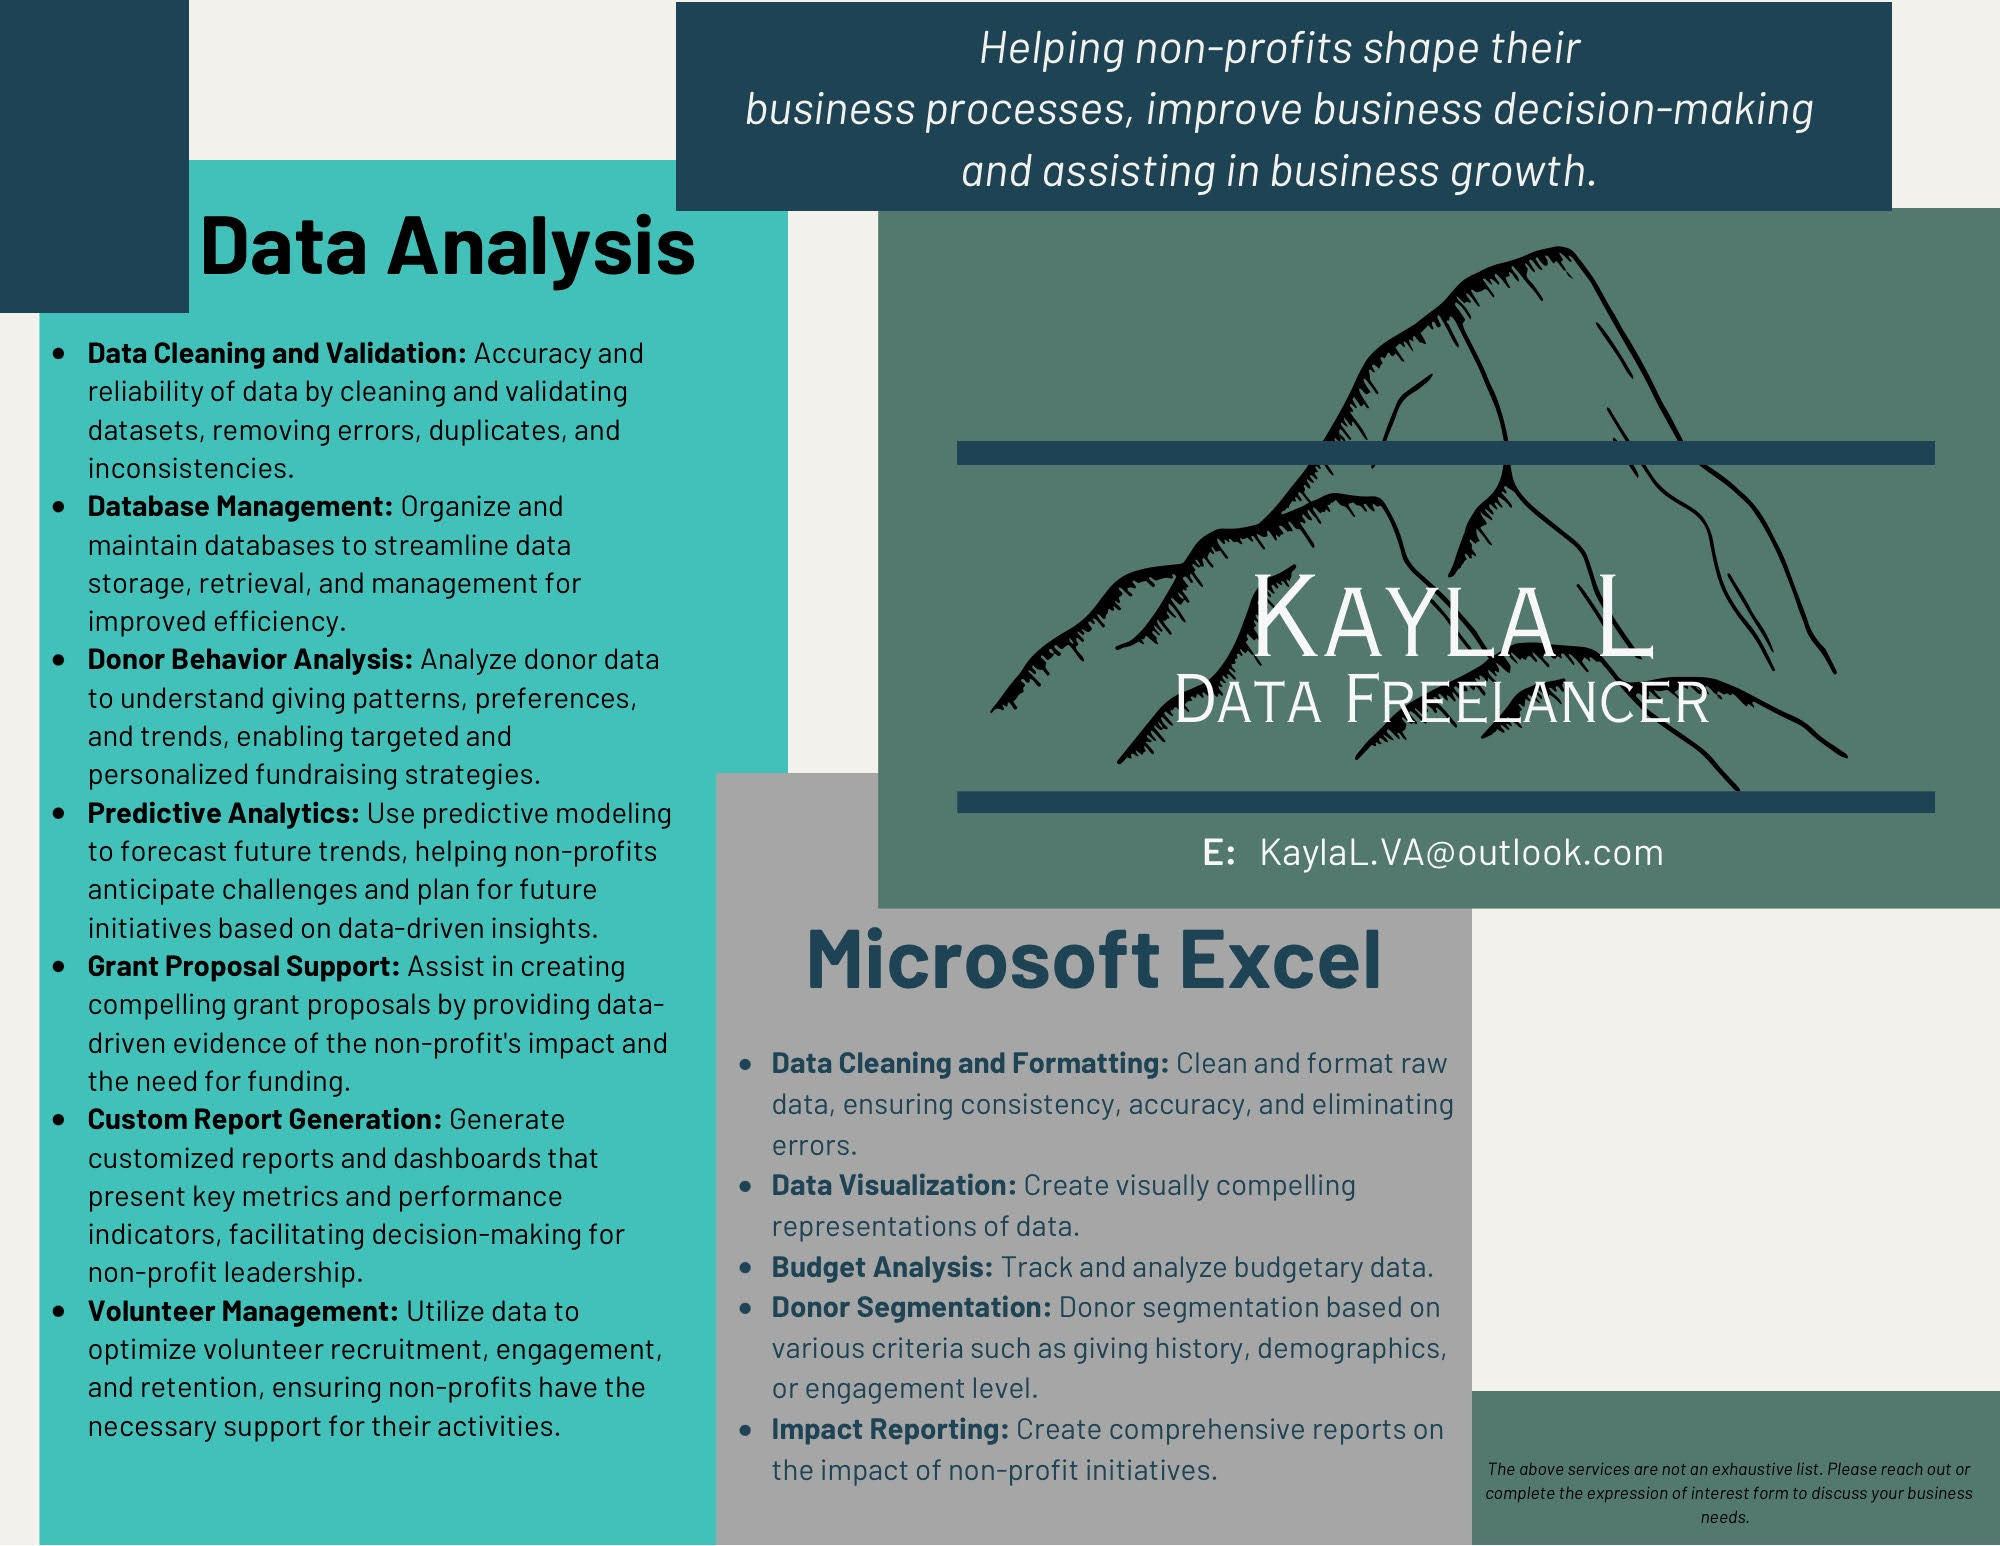 Helping non-profits shape their
business processes, improve business decision-making
and assisting in business growth.
Data Analysis
• Data Cleaning and Validation: Accuracy and
reliability of data by cleaning and validating
datasets, removing errors, duplicates, and
inconsistencies.
• Database Management: Organize and
maintain databases to streamline data
storage, retrieval, and management for
improved efficiency.
• Donor Behavior Analysis: Analyze donor data
to understand giving patterns, preferences,
and trends, enabling targeted and
personalized fundraising strategies.
• Predictive Analytics: Use predictive modeling
to forecast future trends, helping non-profits
anticipate challenges and plan for future
initiatives based on data-driven insights.
• Grant Proposal Support: Assist in creating
compelling grant proposals by providing data-
driven evidence of the non-profit's impact and
the need for funding.
• Custom Report Generation: Generate
customized reports and dashboards that
present key metrics and performance
indicators, facilitating decision-making for
non-profit leadership.
• Volunteer Management: Utilize data to
optimize volunteer recruitment, engagement,
and retention, ensuring non-profits have the
necessary support for their activities.
Kayla L
Data Freelancer
E: KaylaL.VA@outlook.com
Microsoft Excel
• Data Cleaning and Formatting: Clean and format raw
data, ensuring consistency, accuracy, and eliminating
errors.
• Data Visualization: Create visually compelling
representations of data.
• Budget Analysis: Track and analyze budgetary data.
• Donor Segmentation: Donor segmentation based on
various criteria such as giving history, demographics,
or engagement level.
• Impact Reporting: Create comprehensive reports on
the impact of non-profit initiatives.
The above services are not an exhaustive list. Please reach out or
complete the expression of interest form to discuss your business
needs.